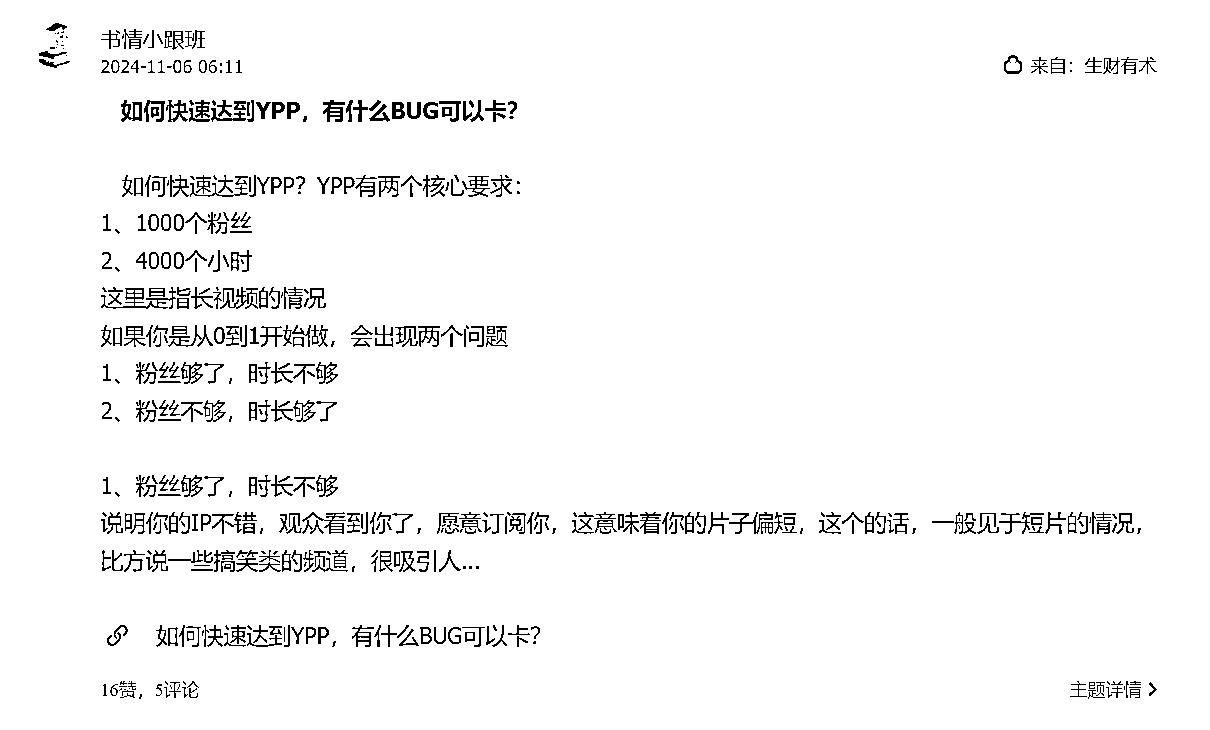 书情小跟班
2024-11-06 06:11
来自：生财有术
如何快速达到YPP，有什么BUG可以卡？
如何快速达到YPP？YPP有两个核心要求：
1、1000个粉丝
2、4000个小时
这里是指长视频的情况
如果你是从0到1开始做，会出现两个问题
1、粉丝够了，时长不够
2、粉丝不够，时长够了
1、粉丝够了，时长不够
说明你的IP不错，观众看到你了，愿意订阅你，这意味着你的片子偏短，这个的话，一般见于短片的情况，
比方说一些搞笑类的频道，很吸引人...
如何快速达到YPP，有什么BUG可以卡？
16赞，5评论
主题详情